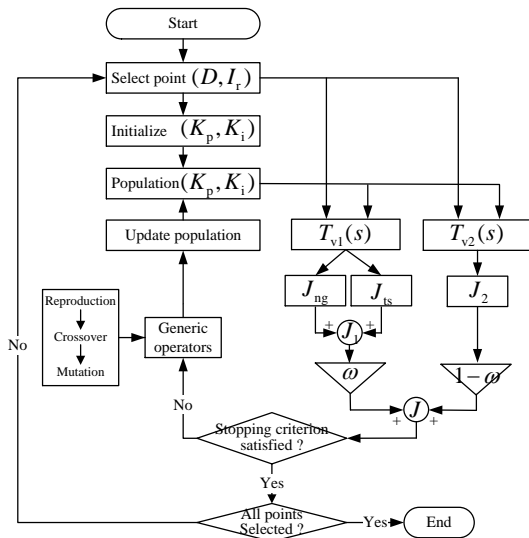 Start
Select point (D, I_r)
Initialize (K_p, K_i)
Population (K_p, K_i)
Update population
T_v1(s)
T_v2(s)
J_ng
J_ts
J_2
Reproduction
Crossover
Mutation
Generic
operators
No
+ J_1 +
ω
1−ω
No
+ J +
Stopping criterion
satisfied ?
Yes
All points
Selected ?
Yes
End